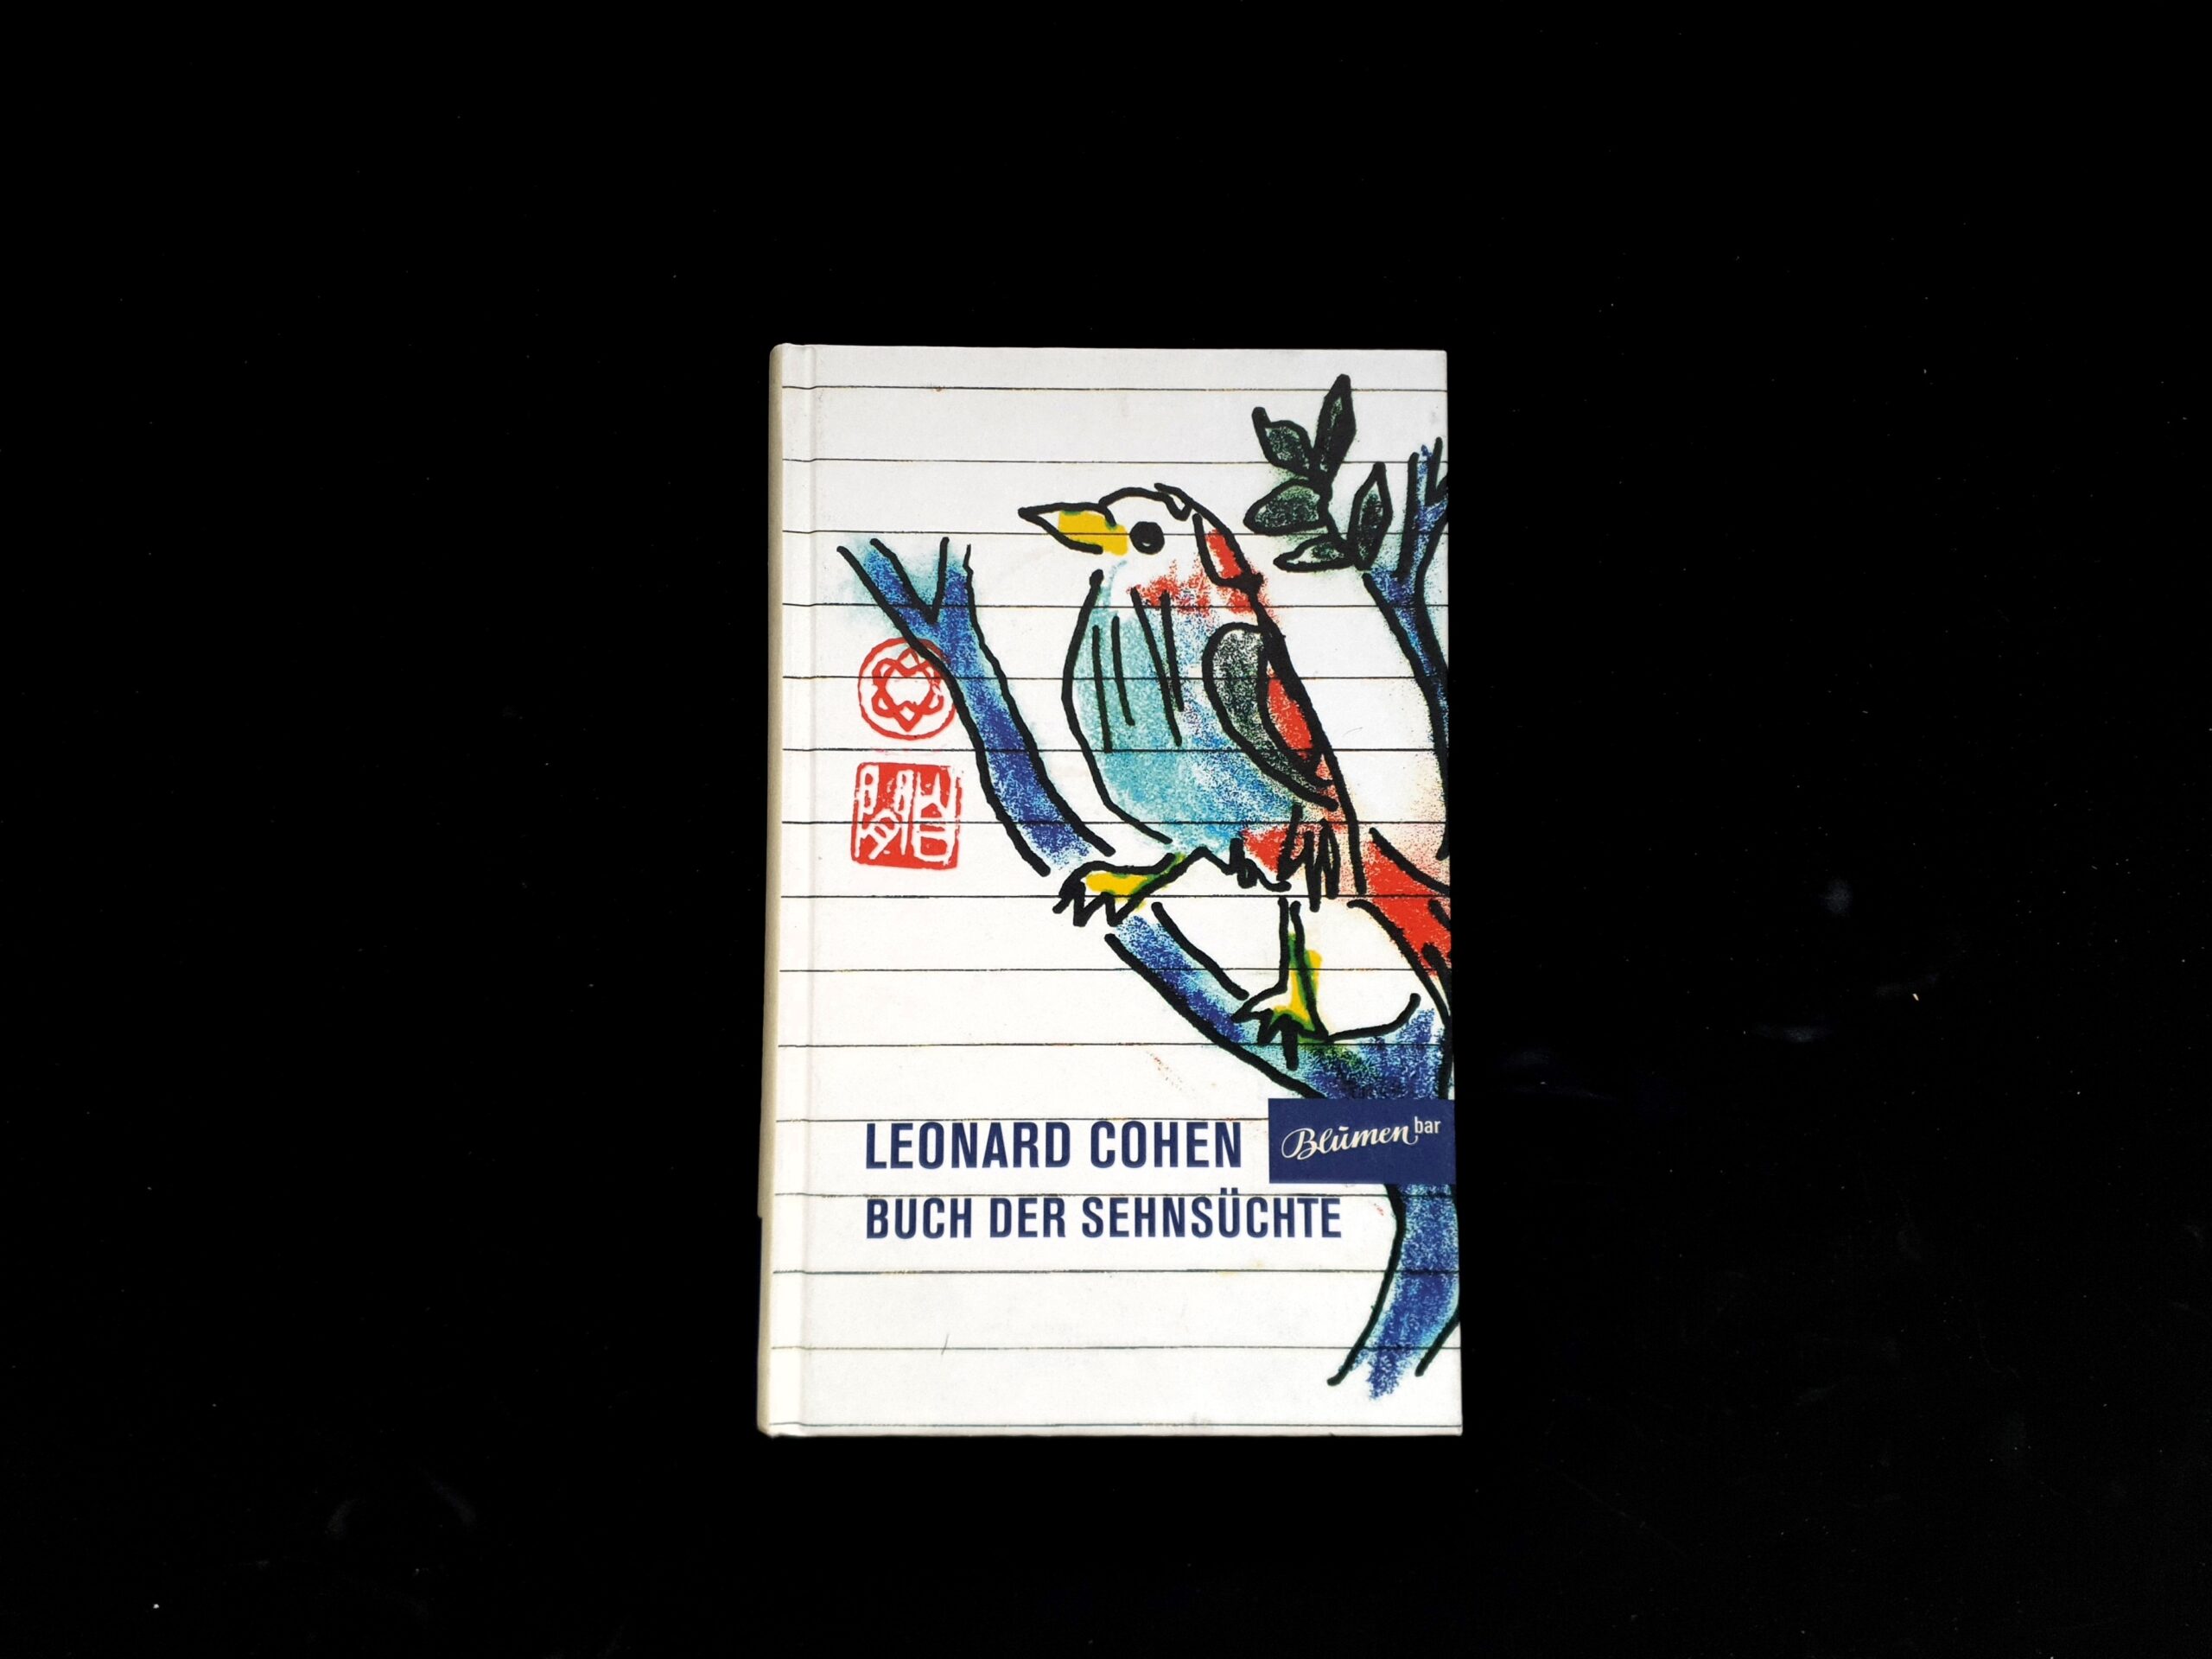 LEONARD COHEN
Blumenbar
BUCH DER SEHNSÜCHTE